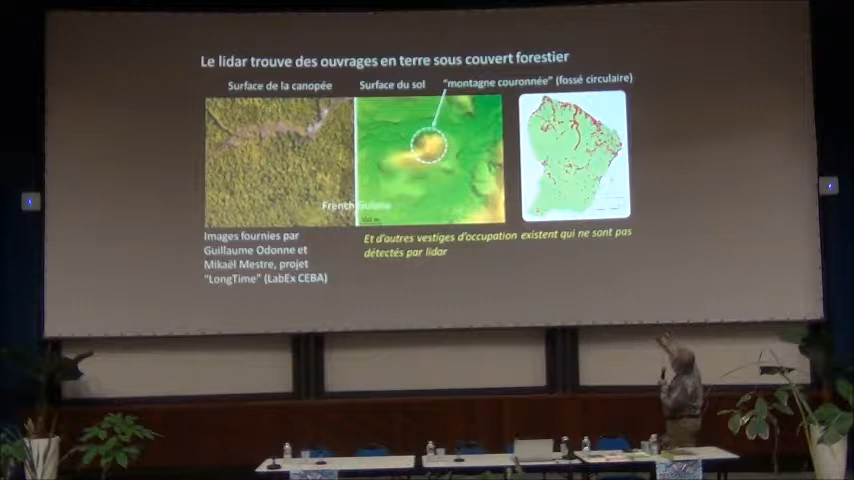 Le lidar trouve des ouvrages en terre sous couvert forestier
Surface de la canopée
Surface du sol
"montagne couronnée" (fossé circulaire)
French Guiana
Images fournies par
Guillaume Odonne et
Mikaël Mestre, projet
"LongTime" (LabEx CEBA)
Et d'autres vestiges d'occupation existent qui ne sont pas
détectés par lidar